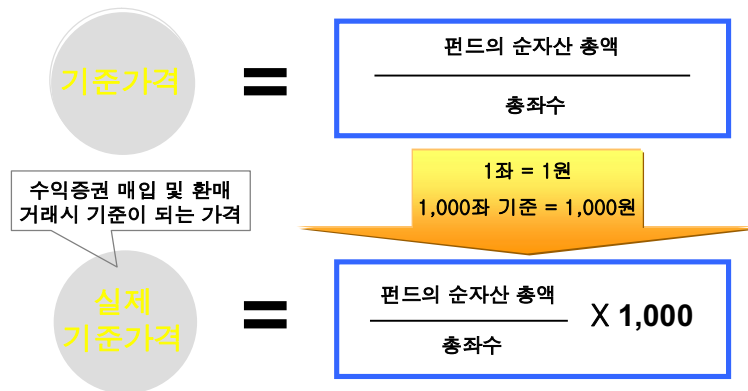 기준가격
=
펀드의 순자산 총액
총좌수
수익증권 매입 및 환매
거래시 기준이 되는 가격
1좌 = 1원
1,000좌 기준 = 1,000원
실제
기준가격
=
펀드의 순자산 총액
총좌수
X 1,000